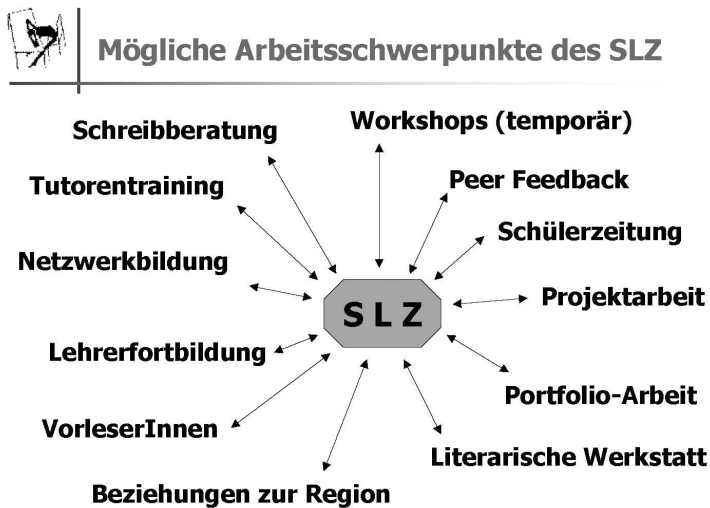 Mögliche Arbeitsschwerpunkte des SLZ
Schreibberatung
Workshops (temporär)
Tutorentraining
Peer Feedback
Schülerzeitung
Netzwerkbildung
Projektarbeit
S L Z
Lehrerfortbildung
Portfolio-Arbeit
VorleserInnen
Literarische Werkstatt
Beziehungen zur Region